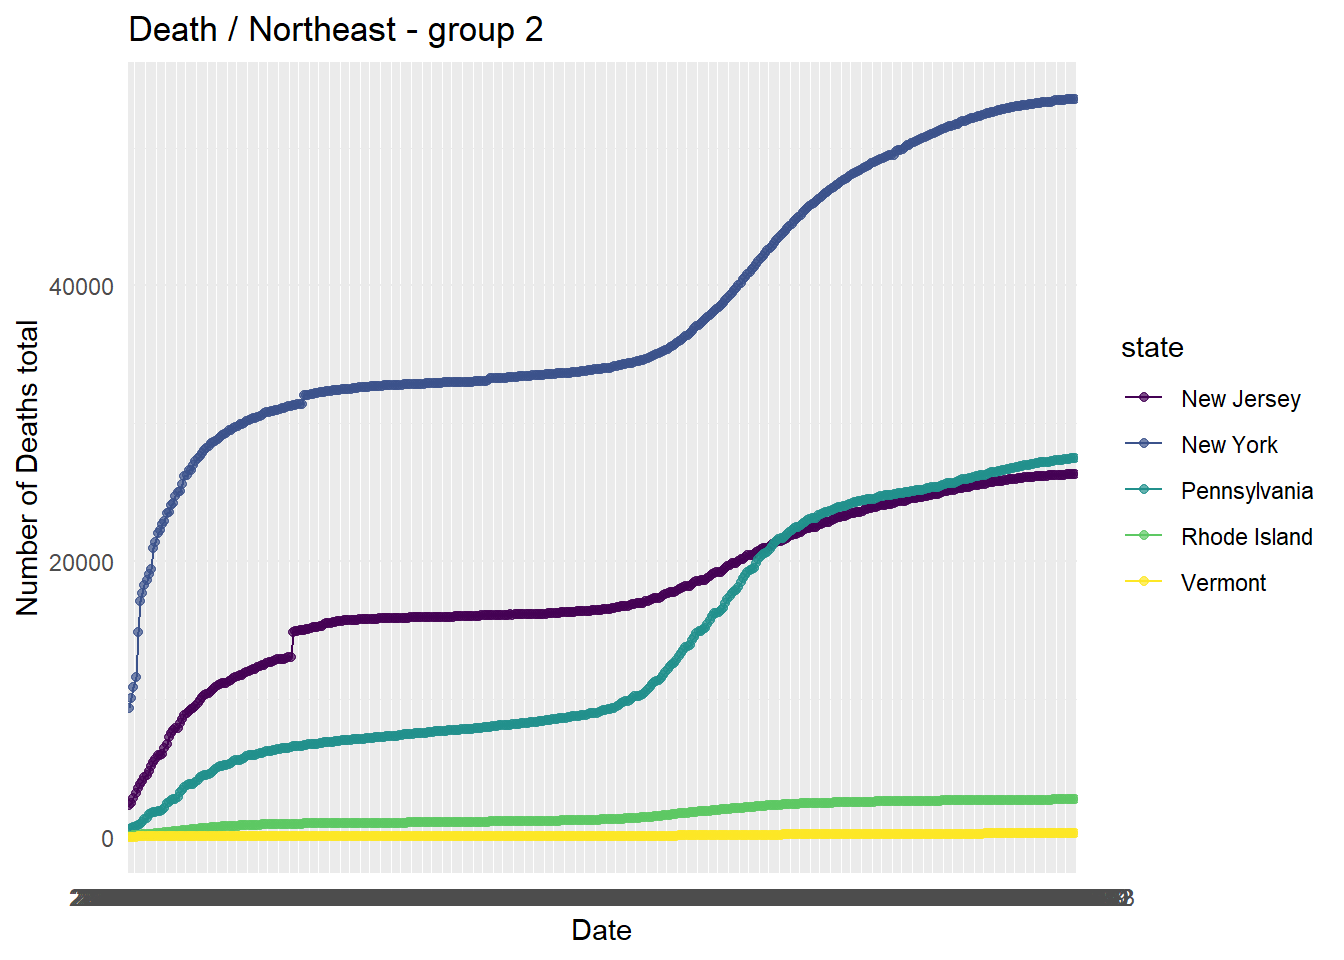 Death / Northeast - group 2
Number of Deaths total
40000
20000
0
Date
state
New Jersey
New York
Pennsylvania
Rhode Island
Vermont